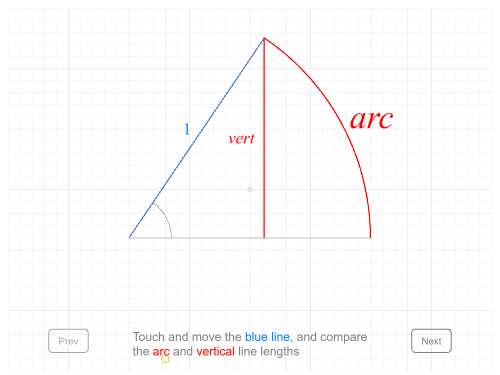 1
vert
arc
Prev
Touch and move the blue line, and compare
the arc and vertical line lengths
Next